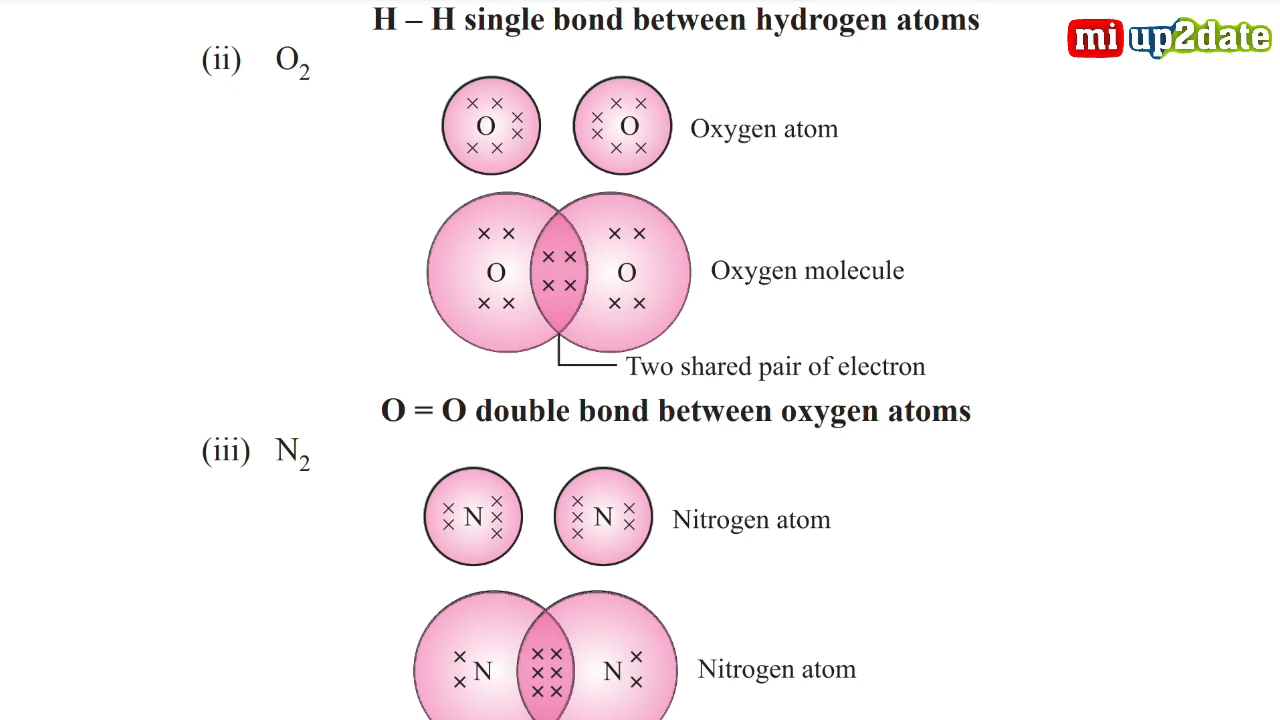 H – H single bond between hydrogen atoms
mi up2date
(ii) O₂
× × × × × × O
× × × × × × O
Oxygen atom
× × × ×
O × × × × O
× × × ×
Oxygen molecule
Two shared pair of electron
O = O double bond between oxygen atoms
(iii) N₂
× × N × × ×
× × × N × ×
Nitrogen atom
× × N × × × × × × N × ×
Nitrogen atom